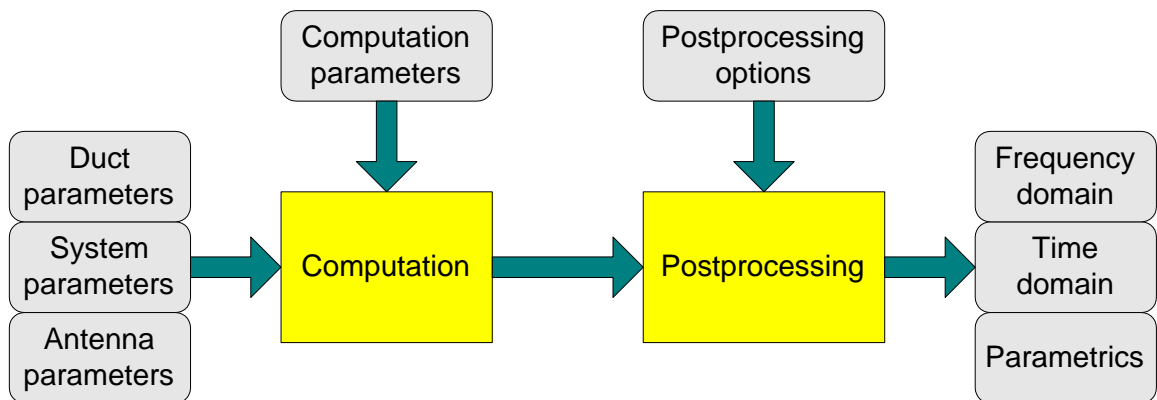 Computation
parameters
Postprocessing
options
Duct
parameters
System
parameters
Antenna
parameters
Computation
Postprocessing
Frequency
domain
Time
domain
Parametrics